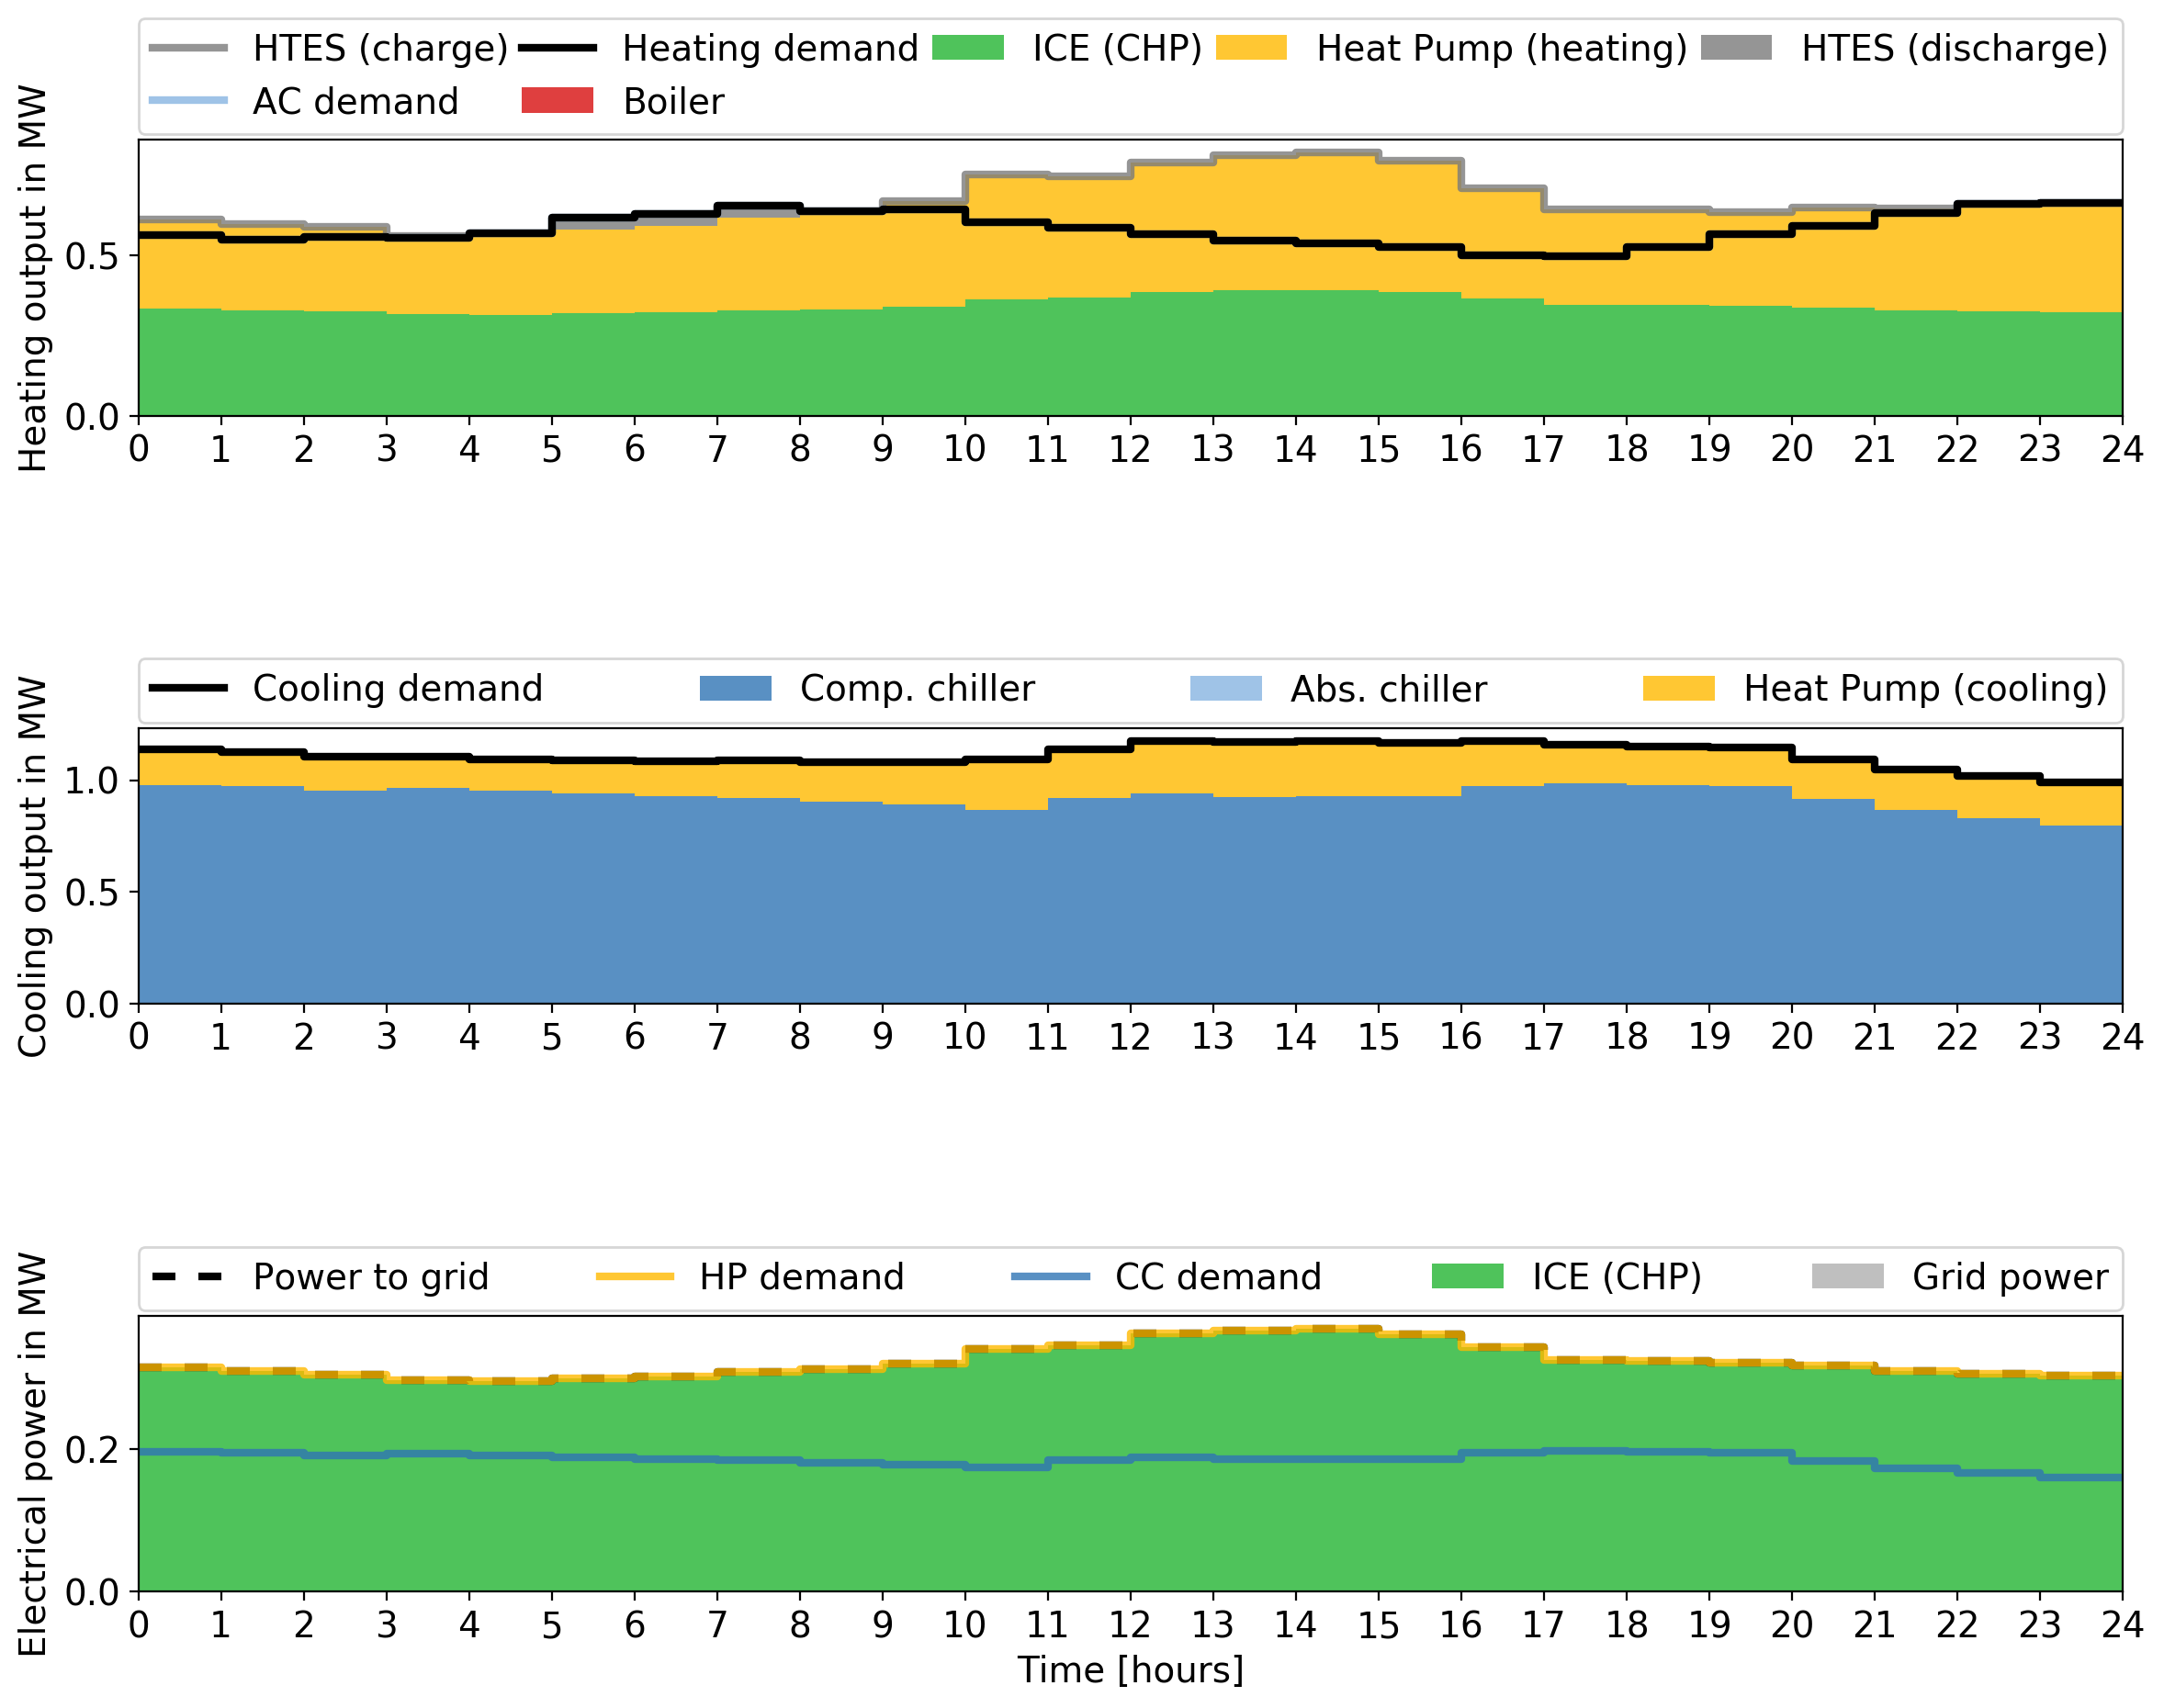 HTES (charge) Heating demand ICE (CHP) Heat Pump (heating) HTES (discharge)
AC demand Boiler
Heating output in MW
0.5
0.0
0 1 2 3 4 5 6 7 8 9 10 11 12 13 14 15 16 17 18 19 20 21 22 23 24
Cooling demand Comp. chiller Abs. chiller Heat Pump (cooling)
Cooling output in MW
1.0
0.5
0.0
0 1 2 3 4 5 6 7 8 9 10 11 12 13 14 15 16 17 18 19 20 21 22 23 24
Power to grid HP demand CC demand ICE (CHP) Grid power
Electrical power in MW
0.2
0.0
0 1 2 3 4 5 6 7 8 9 10 11 12 13 14 15 16 17 18 19 20 21 22 23 24
Time [hours]